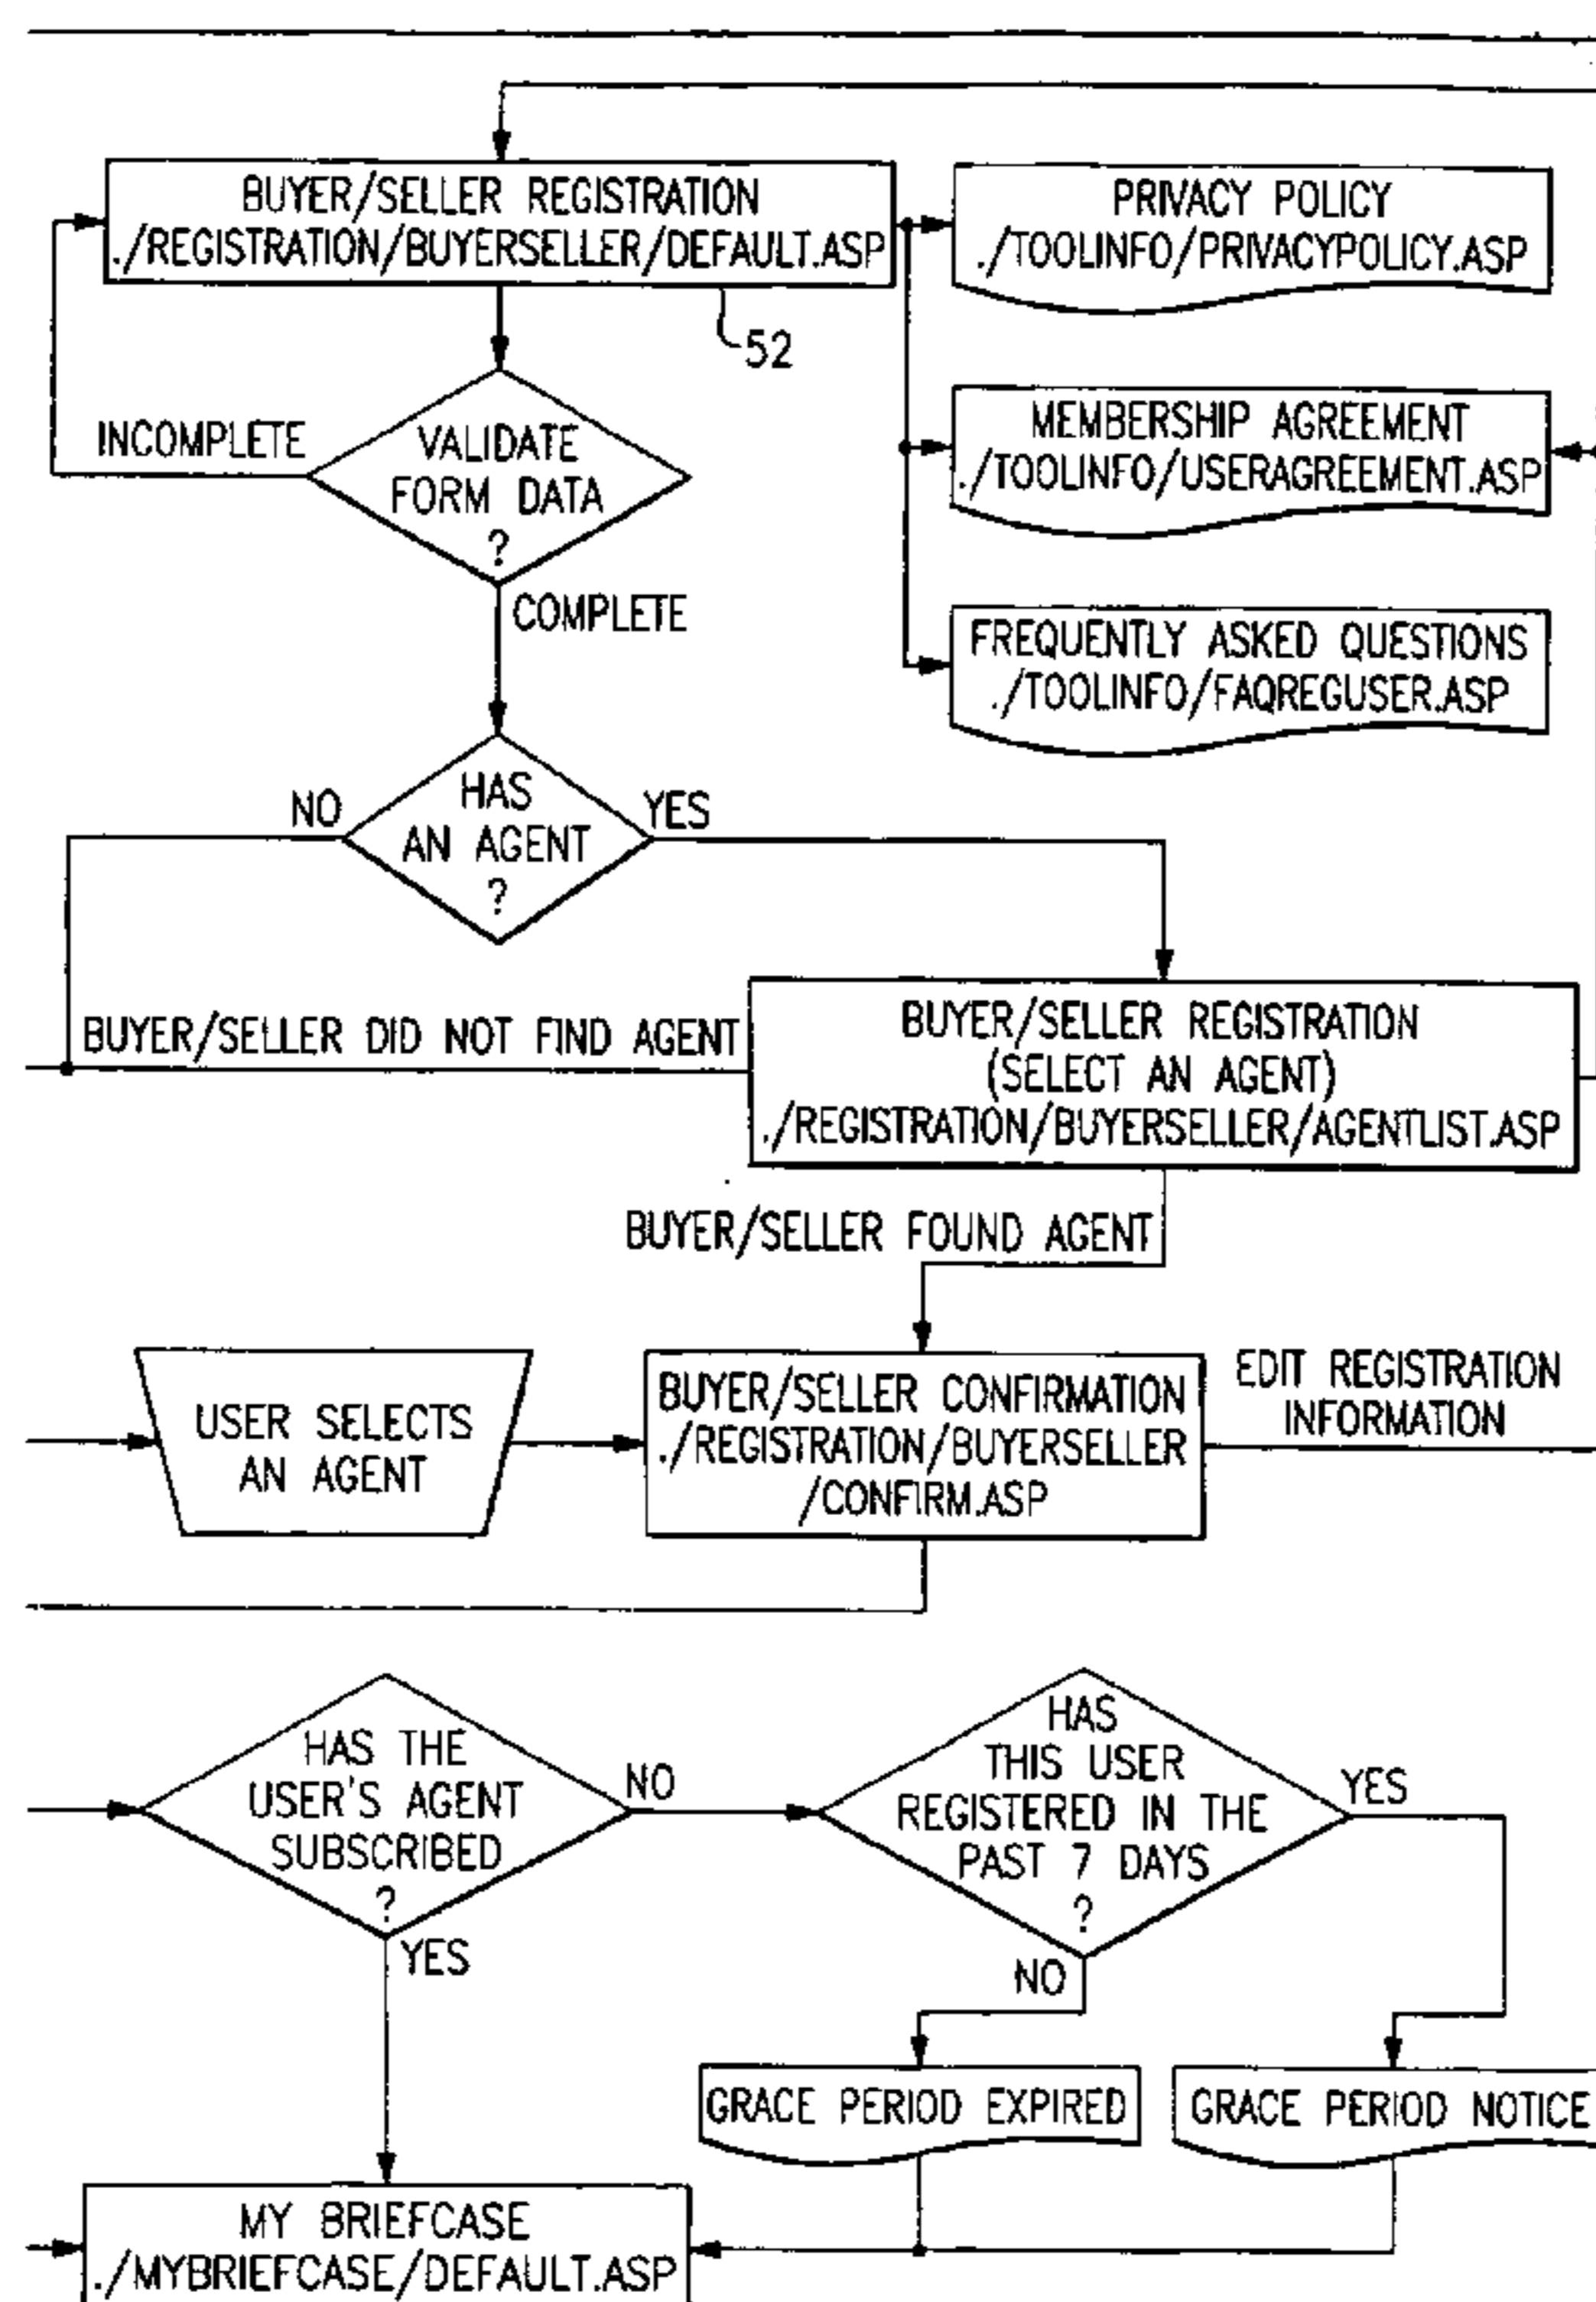 BUYER/SELLER REGISTRATION
./REGISTRATION/BUYERSELLER/DEFAULT.ASP
52
PRIVACY POLICY
./TOOLINFO/PRIVACYPOLICY.ASP
INCOMPLETE
VALIDATE
FORM DATA
?
MEMBERSHIP AGREEMENT
./TOOLINFO/USERAGREEMENT.ASP
COMPLETE
FREQUENTLY ASKED QUESTIONS
./TOOLINFO/FAQREGUSER.ASP
NO
HAS
AN AGENT
?
YES
BUYER/SELLER DID NOT FIND AGENT
BUYER/SELLER REGISTRATION
(SELECT AN AGENT)
./REGISTRATION/BUYERSELLER/AGENTLIST.ASP
BUYER/SELLER FOUND AGENT
USER SELECTS
AN AGENT
BUYER/SELLER CONFIRMATION
./REGISTRATION/BUYERSELLER
/CONFIRM.ASP
EDIT REGISTRATION
INFORMATION
HAS THE
USER'S AGENT
SUBSCRIBED
?
NO
YES
HAS
THIS USER
REGISTERED IN THE
PAST 7 DAYS
?
YES
NO
GRACE PERIOD EXPIRED
GRACE PERIOD NOTICE
MY BRIEFCASE
./MYBRIEFCASE/DEFAULT.ASP